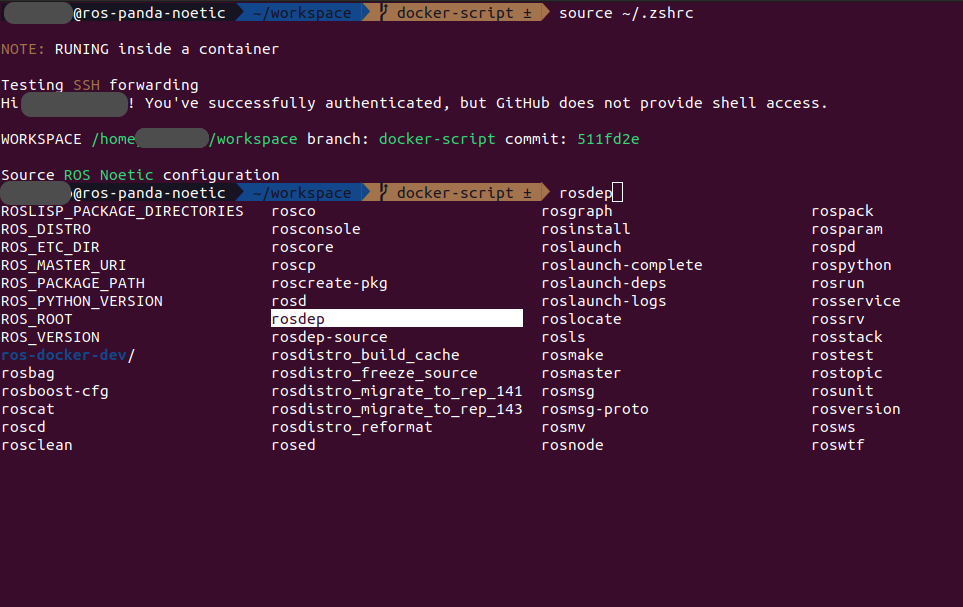 @ros-panda-noetic ~/workspace docker-script ± source ~/.zshrc
NOTE: RUNING inside a container
Testing SSH forwarding
Hi ! You've successfully authenticated, but GitHub does not provide shell access.
WORKSPACE /home /workspace branch: docker-script commit: 511fd2e
Source ROS Noetic configuration
@ros-panda-noetic ~/workspace docker-script ± rosdep
ROSLISP_PACKAGE_DIRECTORIES rosco rosgraph rospack
ROS_DISTRO rosconsole rosinstall rosparam
ROS_ETC_DIR roscore roslaunch rospd
ROS_MASTER_URI roscp roslaunch-complete rospython
ROS_PACKAGE_PATH roscreate-pkg roslaunch-deps rosrun
ROS_PYTHON_VERSION rosd roslaunch-logs rosservice
ROS_ROOT rosdep roslocate rossrv
ROS_VERSION rosdep-source rosls rosstack
ros-docker-dev/ rosdistro_build_cache rosmake rostest
rosbag rosdistro_freeze_source rosmaster rostopic
rosboost-cfg rosdistro_migrate_to_rep_141 rosmsg rosunit
roscat rosdistro_migrate_to_rep_143 rosmsg-proto rosversion
roscd rosdistro_reformat rosmv rosws
rosclean rosed rosnode roswtf